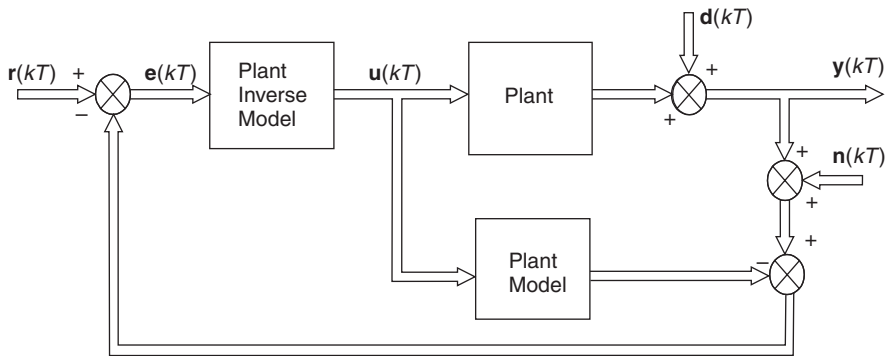 d(kT)
r(kT)
+
−
e(kT)
Plant
Inverse
Model
u(kT)
Plant
+
+
y(kT)
+
n(kT)
+
+
−
Plant
Model